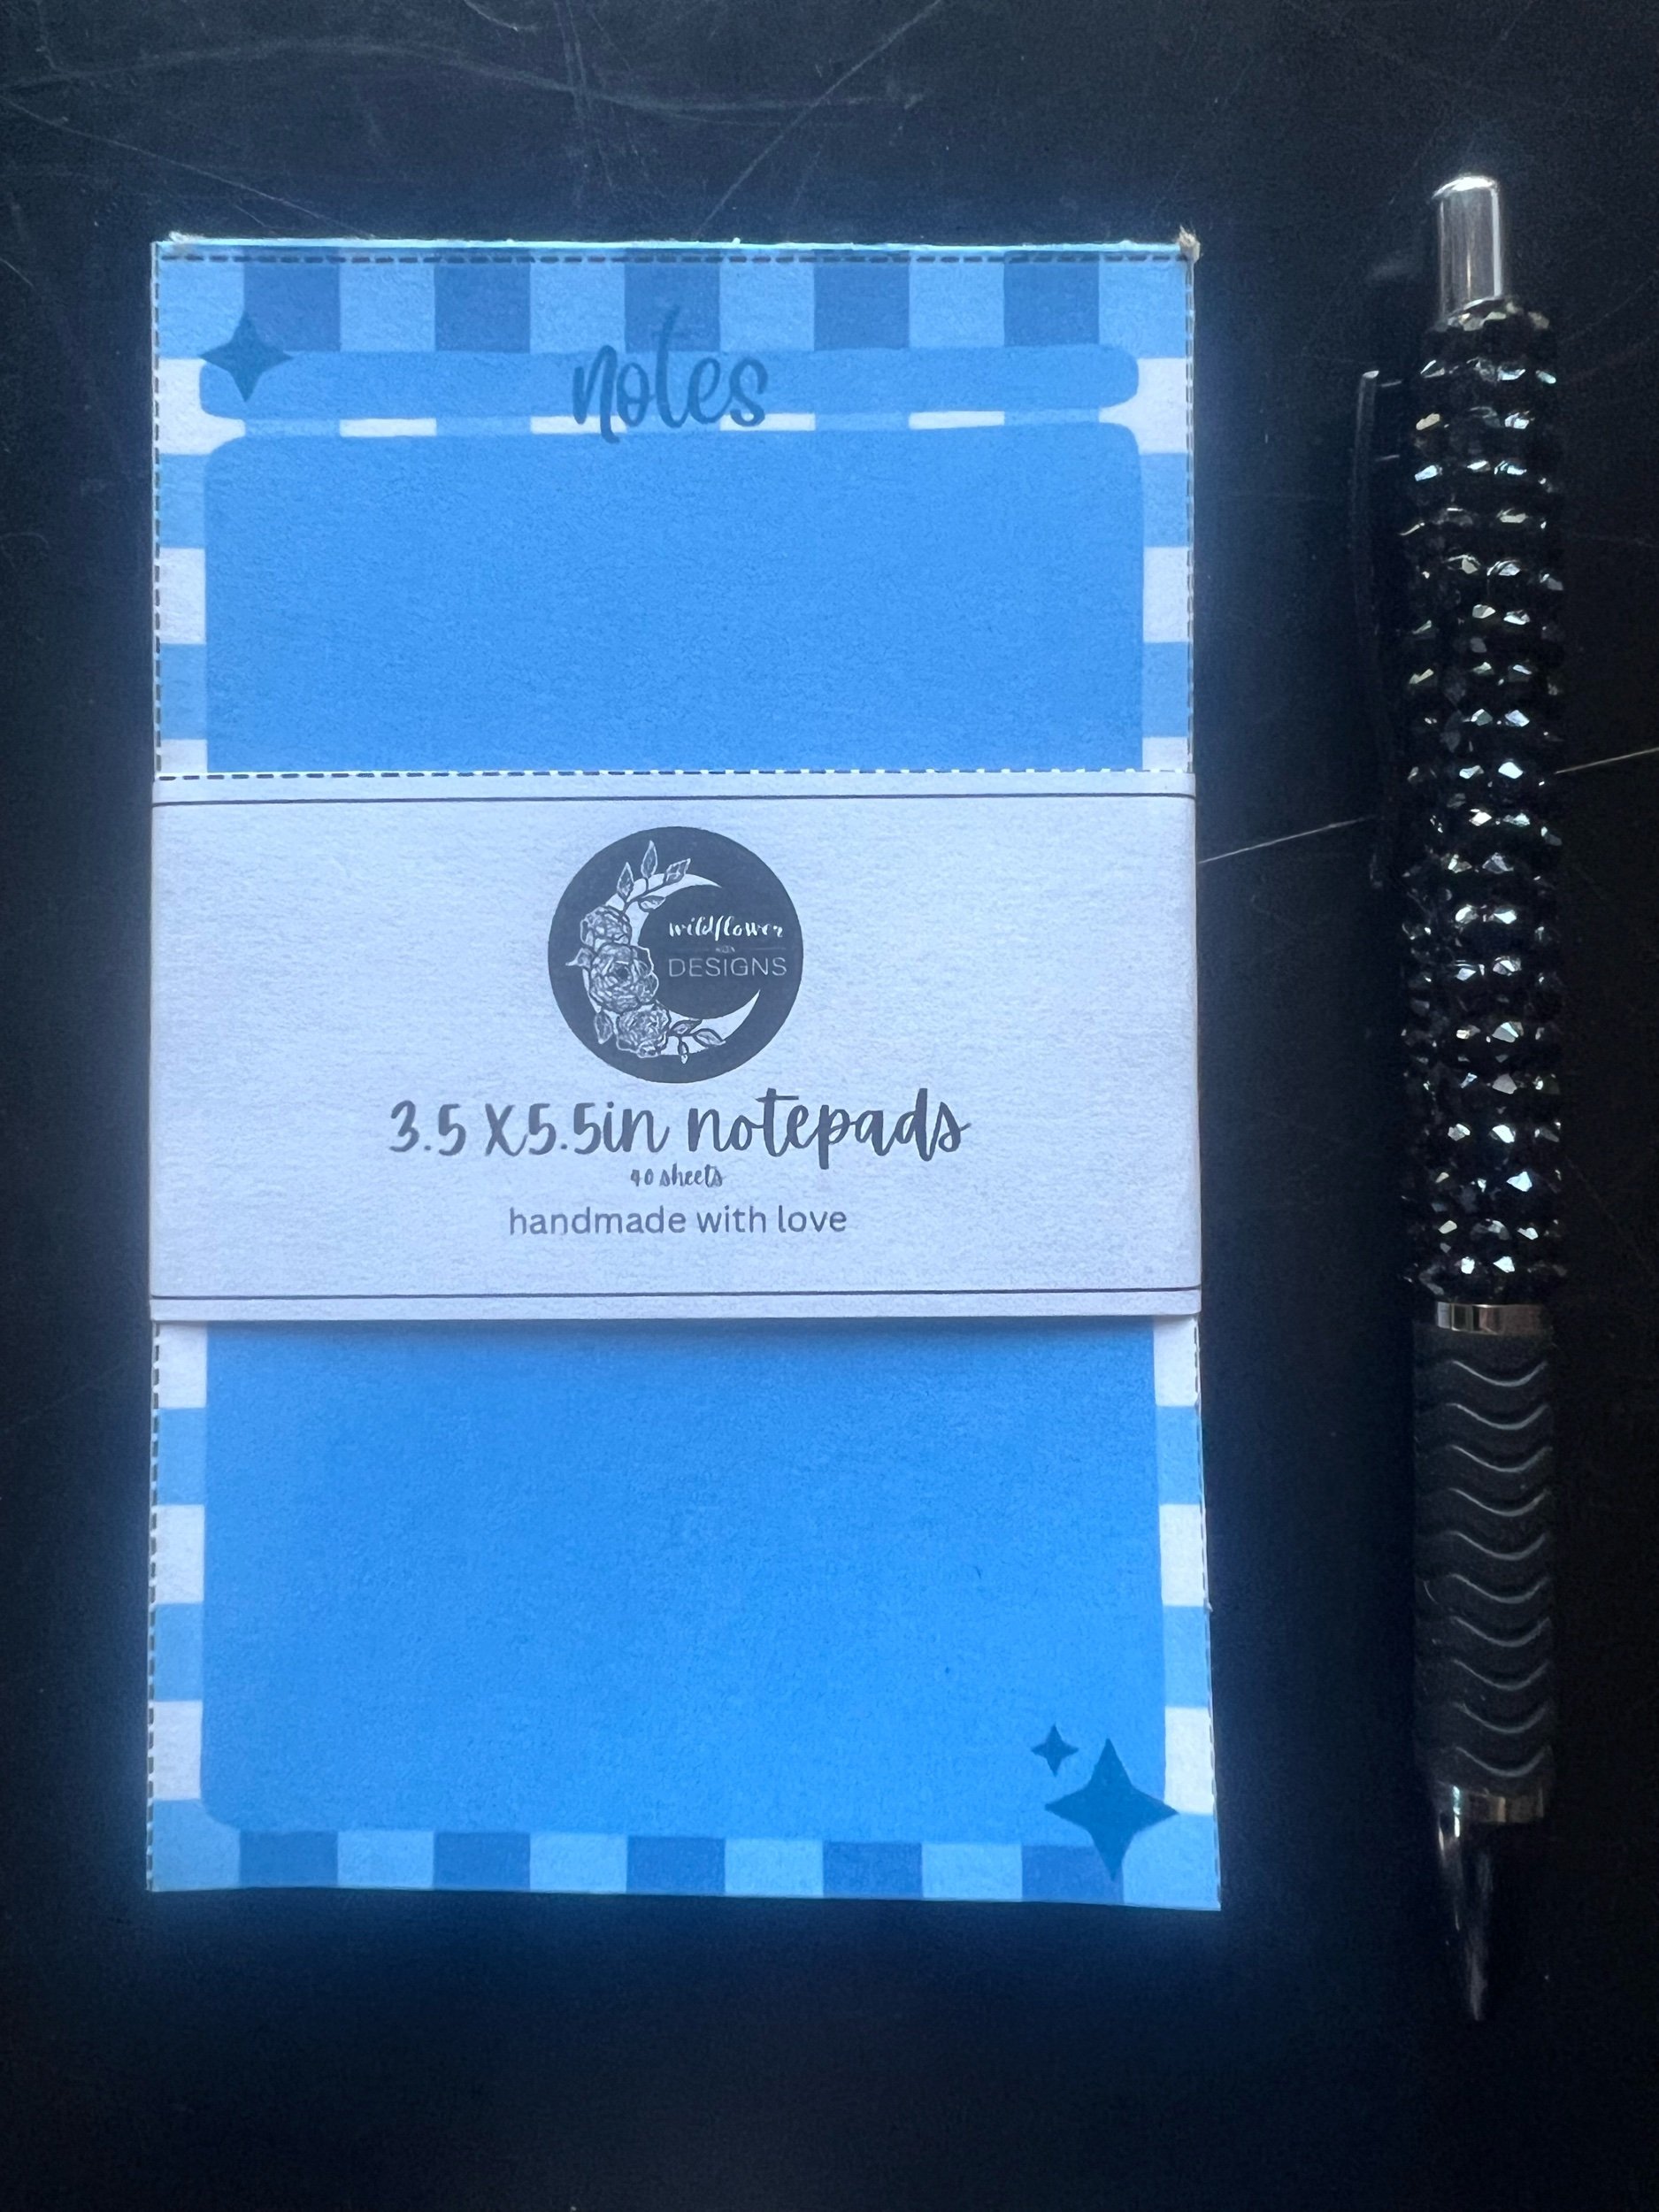 notes
wildflower
DESIGNS
3.5 X5.5in notepads
40 sheets
handmade with love